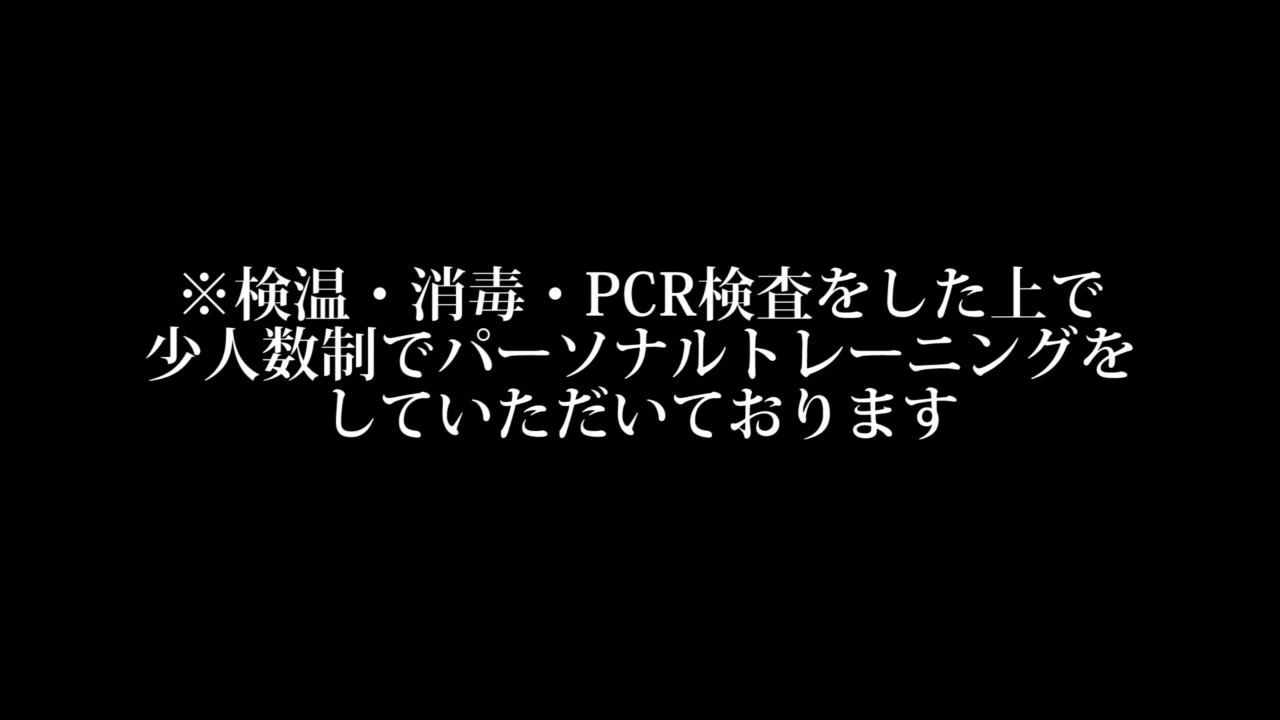 ※検温・消毒・PCR検査をした上で
少人数制でパーソナルトレーニングを
していただいております